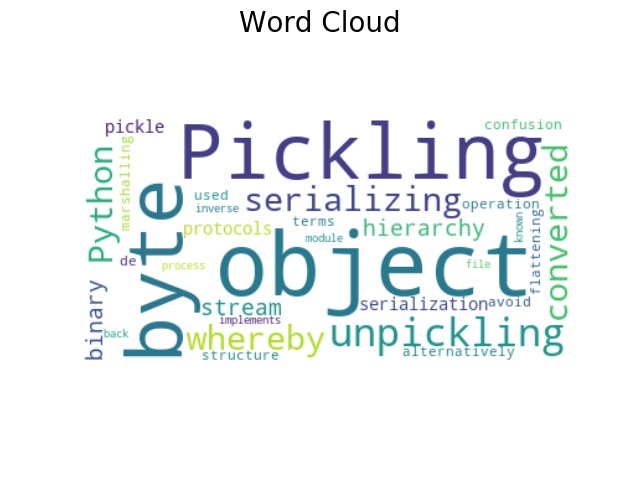 Word Cloud
pickle
Pickling
confusion
marshalling
Python
used
inverse
serializing
operation
converted
byte
protocols
terms
module
hierarchy
known
flattening
de
process
object
file
binary
stream
serialization
avoid
implements
back
whereby
unpickling
structure
alternatively